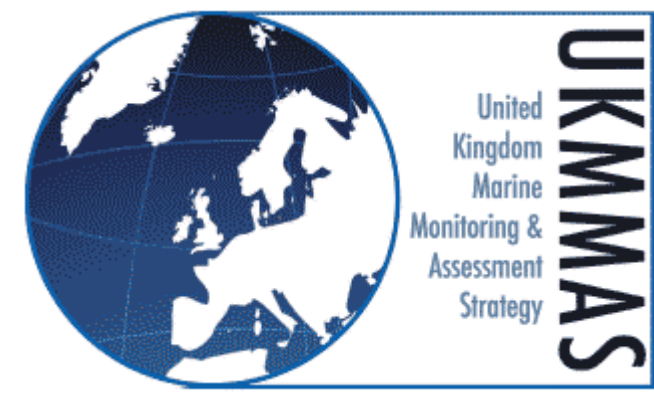 United
Kingdom
Marine
Monitoring &
Assessment
Strategy
UKMMAS